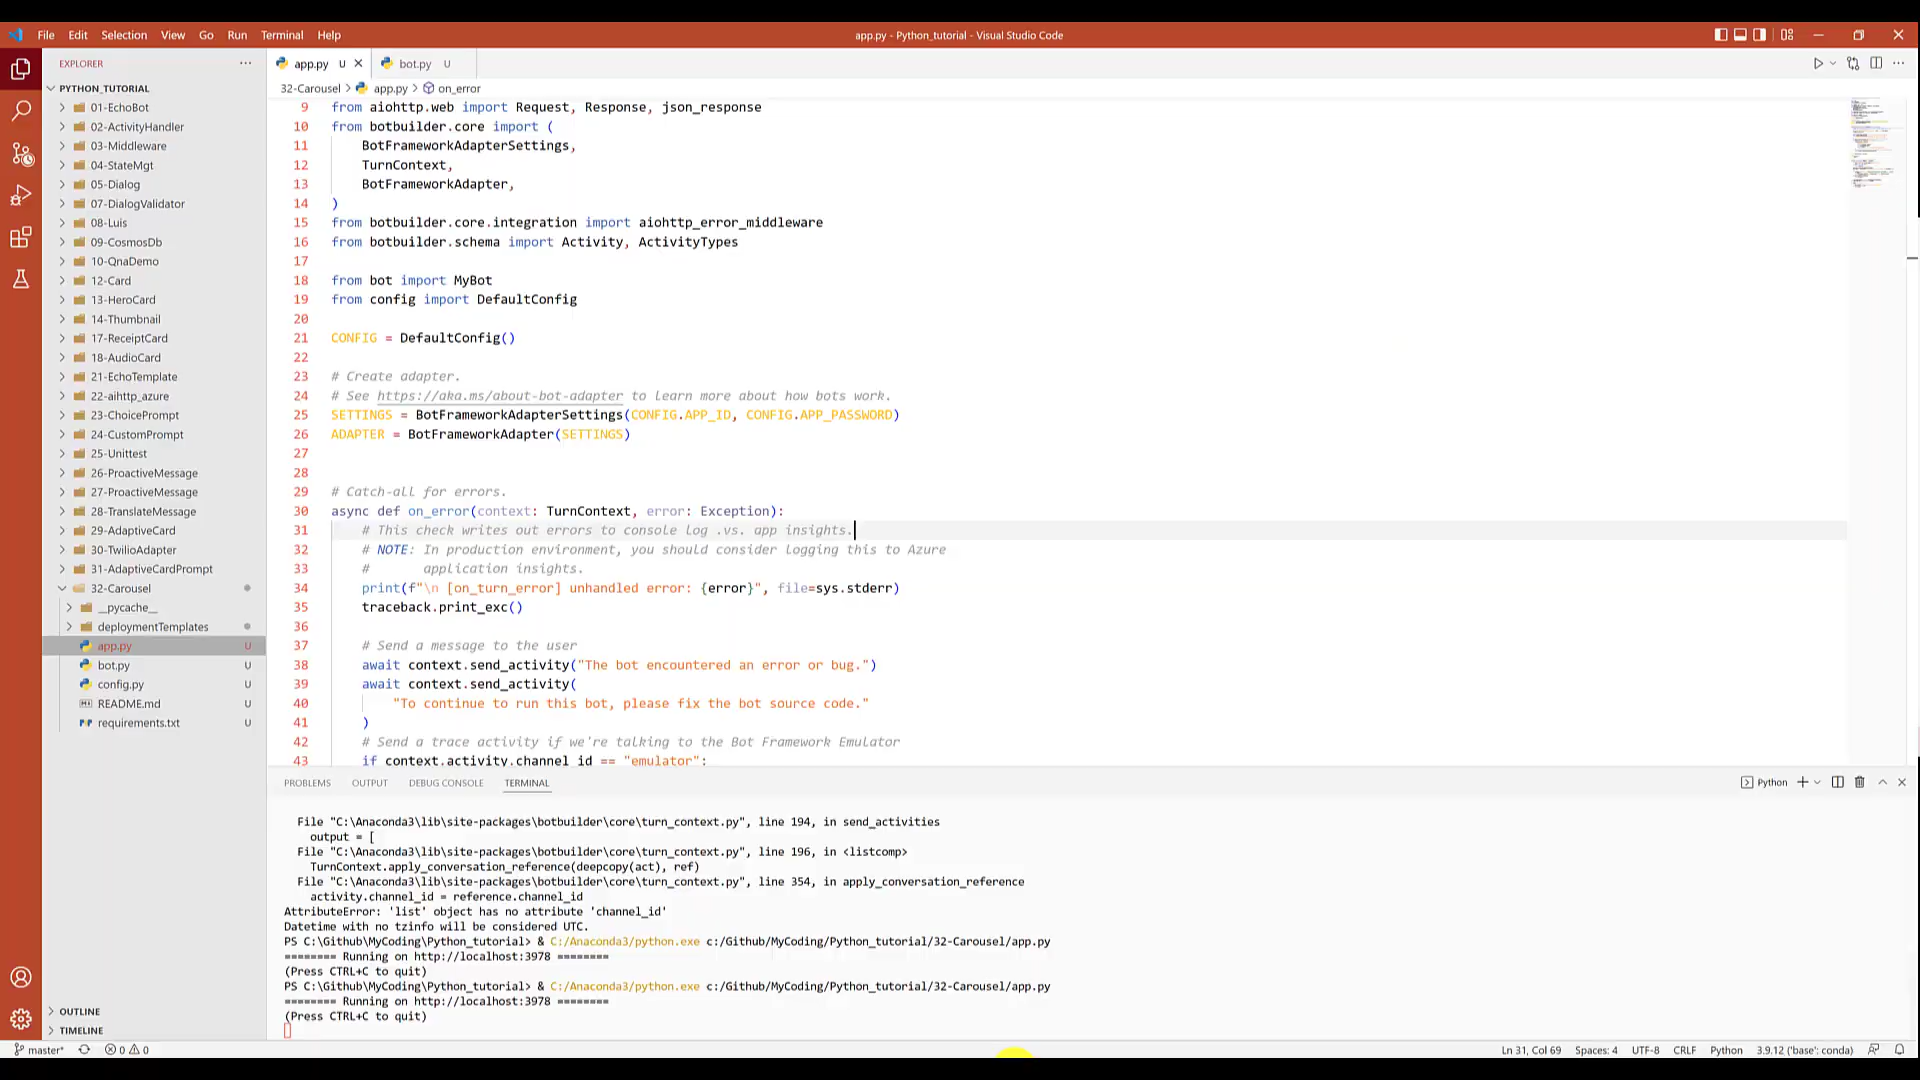 File Edit Selection View Go Run Terminal Help
app.py - Python_tutorial - Visual Studio Code
EXPLORER
PYTHON_TUTORIAL
01-EchoBot
02-ActivityHandler
03-Middleware
04-StateMgt
05-Dialog
07-DialogValidator
08-Luis
09-CosmosDb
10-QnaDemo
12-Card
13-HeroCard
14-Thumbnail
17-ReceiptCard
18-AudioCard
21-EchoTemplate
22-aihttp_azure
23-ChoicePrompt
24-CustomPrompt
25-Unittest
26-ProactiveMessage
27-ProactiveMessage
28-TranslateMessage
29-AdaptiveCard
30-TwilioAdapter
31-AdaptiveCardPrompt
32-Carousel
__pycache__
deploymentTemplates
app.py U
bot.py U
config.py U
README.md U
requirements.txt U
OUTLINE
TIMELINE
app.py U
bot.py U
32-Carousel > app.py > on_error
9 from aiohttp.web import Request, Response, json_response
10 from botbuilder.core import (
11 BotFrameworkAdapterSettings,
12 TurnContext,
13 BotFrameworkAdapter,
14 )
15 from botbuilder.core.integration import aiohttp_error_middleware
16 from botbuilder.schema import Activity, ActivityTypes
17
18 from bot import MyBot
19 from config import DefaultConfig
20
21 CONFIG = DefaultConfig()
22
23 # Create adapter.
24 # See https://aka.ms/about-bot-adapter to learn more about how bots work.
25 SETTINGS = BotFrameworkAdapterSettings(CONFIG.APP_ID, CONFIG.APP_PASSWORD)
26 ADAPTER = BotFrameworkAdapter(SETTINGS)
27
28
29 # Catch-all for errors.
30 async def on_error(context: TurnContext, error: Exception):
31 # This check writes out errors to console log .vs. app insights.
32 # NOTE: In production environment, you should consider logging this to Azure
33 # application insights.
34 print(f"\n [on_turn_error] unhandled error: {error}", file=sys.stderr)
35 traceback.print_exc()
36
37 # Send a message to the user
38 await context.send_activity("The bot encountered an error or bug.")
39 await context.send_activity(
40 "To continue to run this bot, please fix the bot source code."
41 )
42 # Send a trace activity if we're talking to the Bot Framework Emulator
43 if context.activity.channel_id == "emulator":
PROBLEMS OUTPUT DEBUG CONSOLE TERMINAL
Python
File "C:\Anaconda3\lib\site-packages\botbuilder\core\turn_context.py", line 194, in send_activities
output = [
File "C:\Anaconda3\lib\site-packages\botbuilder\core\turn_context.py", line 196, in <listcomp>
TurnContext.apply_conversation_reference(deepcopy(act), ref)
File "C:\Anaconda3\lib\site-packages\botbuilder\core\turn_context.py", line 354, in apply_conversation_reference
activity.channel_id = reference.channel_id
AttributeError: 'list' object has no attribute 'channel_id'
Datetime with no tzinfo will be considered UTC.
PS C:\Github\MyCoding\Python_tutorial> & C:/Anaconda3/python.exe c:/Github/MyCoding/Python_tutorial/32-Carousel/app.py
======== Running on http://localhost:3978 ========
(Press CTRL+C to quit)
PS C:\Github\MyCoding\Python_tutorial> & C:/Anaconda3/python.exe c:/Github/MyCoding/Python_tutorial/32-Carousel/app.py
======== Running on http://localhost:3978 ========
(Press CTRL+C to quit)
master* 0 0
Ln 31, Col 69 Spaces: 4 UTF-8 CRLF Python 3.9.12 ('base': conda)